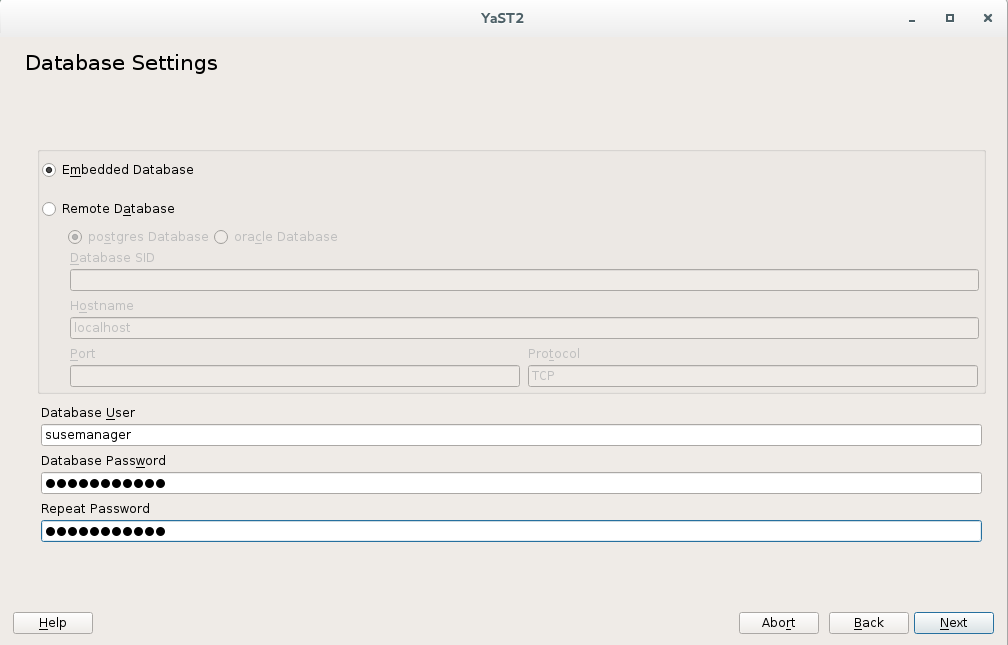 YaST2
Database Settings
Embedded Database
Remote Database
postgres Database oracle Database
Database SID
Hostname
localhost
Port Protocol
TCP
Database User
susemanager
Database Password
●●●●●●●●●●●
Repeat Password
●●●●●●●●●●●
Help Abort Back Next